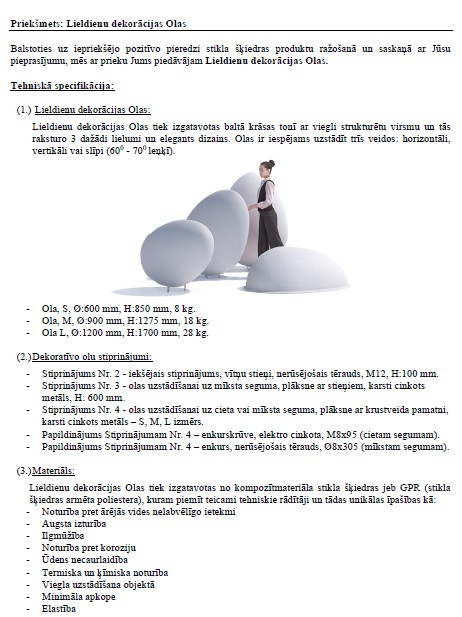 Priekšmets: Lieldienu dekorācijas Olas
Balstoties uz iepriekšējo pozitīvo pieredzi stikla šķiedras produktu ražošanā un saskaņā ar Jūsu
pieprasījumu, mēs ar prieku Jums piedāvājam Lieldienu dekorācijas Olas.
Tehniskā specifikācija:
(1.) Lieldienu dekorācijas Olas:
Lieldienu dekorācijas Olas tiek izgatavotas baltā krāsas tonī ar viegli strukturētu virsmu un tās
raksturo 3 dažādi lielumi un elegants dizains. Olas ir iespējams uzstādīt trīs veidos: horizontāli,
vertikāli vai slīpi (60⁰ - 70⁰ leņķī).
- Ola, S, Ø:600 mm, H:850 mm, 8 kg.
- Ola, M, Ø:900 mm, H:1275 mm, 18 kg.
- Ola L, Ø:1200 mm, H:1700 mm, 28 kg.
(2.) Dekoratīvo olu stiprinājumi:
- Stiprinājums Nr. 2 - iekšējais stiprinājums, vītņu stieņi, nerūsējošais tērauds, M12, H:100 mm.
- Stiprinājums Nr. 3 - olas uzstādīšanai uz mīksta seguma, plāksne ar stieņiem, karsti cinkots
metāls, H: 600 mm.
- Stiprinājums Nr. 4 - olas uzstādīšanai uz cieta vai mīksta seguma, plāksne ar krustveida pamatni,
karsti cinkots metāls – S, M, L izmērs.
- Papildinājums Stiprinājumam Nr. 4 – enkurskrūve, elektro cinkota, M8x95 (cietam segumam).
- Papildinājums Stiprinājumam Nr. 4 – enkurs, nerūsējošais tērauds, Ø8x305 (mīkstam segumam).
(3.) Materiāls:
Lieldienu dekorācijas Olas tiek izgatavotas no kompozītmateriāla stikla šķiedras jeb GPR (stikla
šķiedras armēta poliestera), kuram piemīt teicami tehniskie rādītāji un tādas unikālas īpašības kā:
- Noturība pret ārējās vides nelabvēlīgo ietekmi
- Augsta izturība
- Ilgmūžība
- Noturība pret koroziju
- Ūdens necaurlaidība
- Termiska un ķīmiska noturība
- Viegla uzstādīšana objektā
- Minimāla apkope
- Elastība